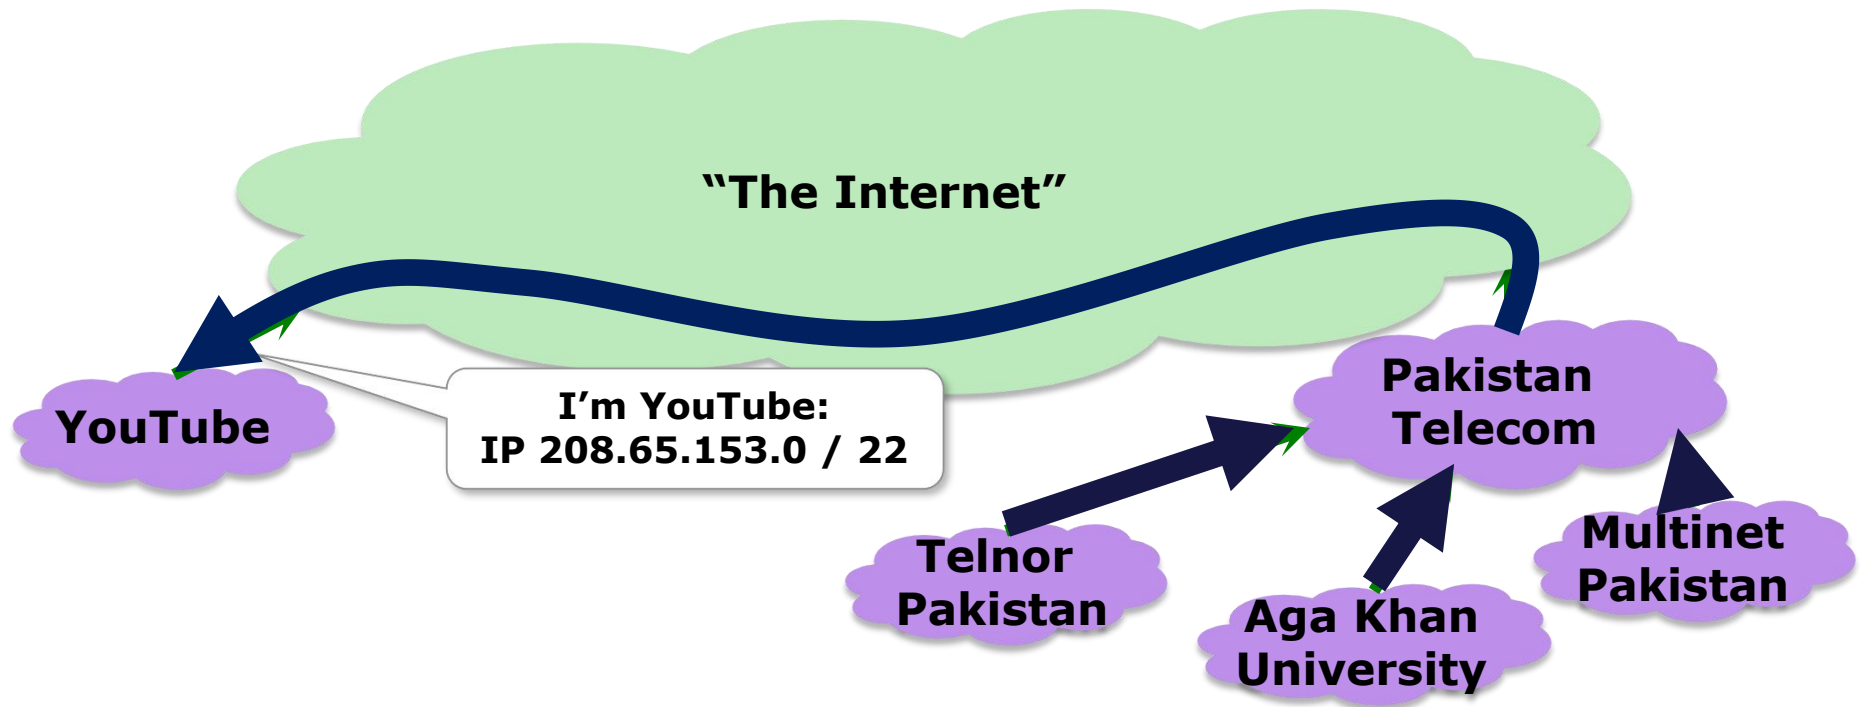 “The Internet”
YouTube
I’m YouTube:
IP 208.65.153.0 / 22
Pakistan
Telecom
Telnor
Pakistan
Aga Khan
University
Multinet
Pakistan